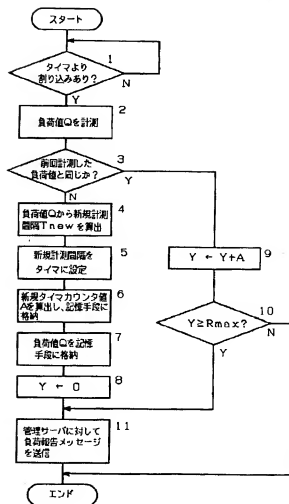 スタート
1
タイマより
割り込みあり?
N
Y
2
負荷値Qを計測
3
前回計測した
負荷値と同じか?
Y
N
4
負荷値Qから新規計測
間隔Tnewを算出
5
新規計測間隔を
タイマに設定
9
Y ← Y+A
6
新規タイマカウンタ値
Aを算出し、記憶手段に
格納
10
Y≧Rmax?
N
Y
7
負荷値Qを記憶
手段に格納
8
Y ← 0
11
管理サーバに対して
負荷報告メッセージ
を送信
エンド